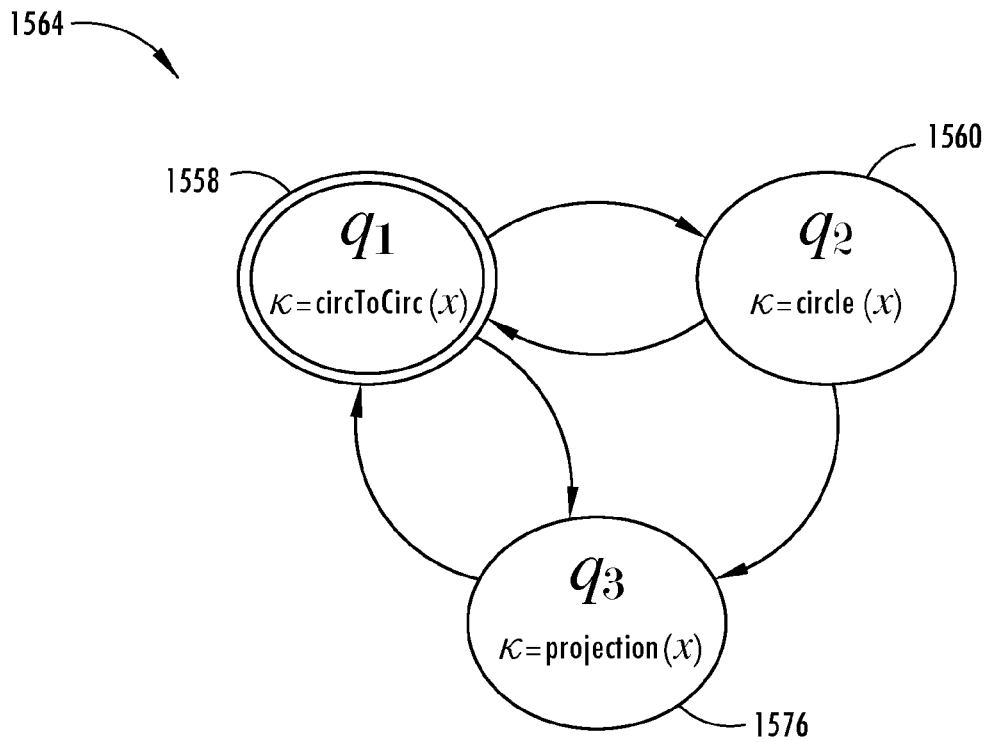 1564
1558
1560
q1
κ=circToCirc(x)
q2
κ=circle (x)
q3
κ=projection(x)
1576